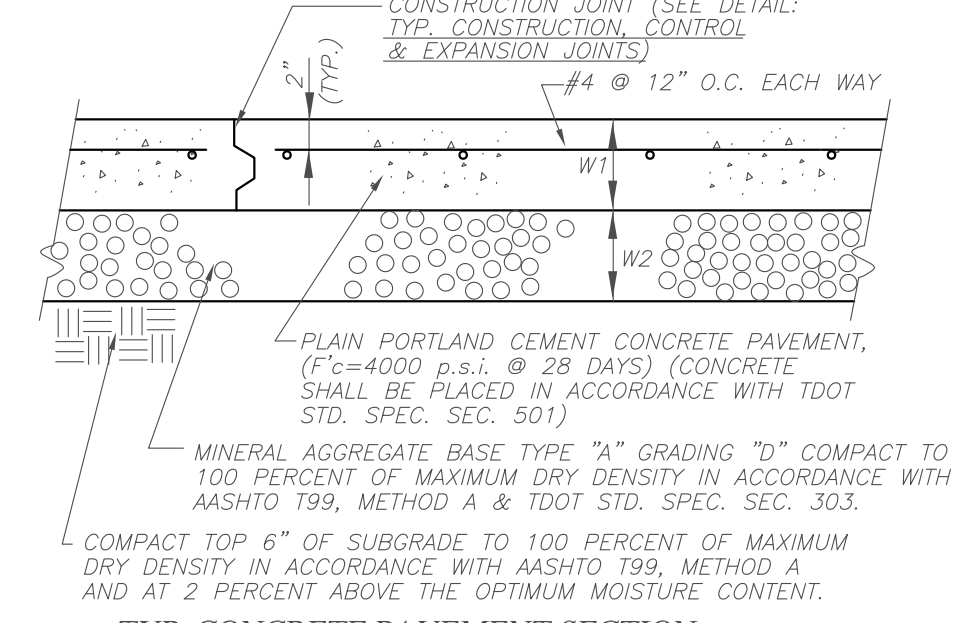 CONSTRUCTION JOINT (SEE DETAIL:
TYP. CONSTRUCTION, CONTROL
& EXPANSION JOINTS)
2"
(TYP.)
#4 @ 12" O.C. EACH WAY
W1
W2
PLAIN PORTLAND CEMENT CONCRETE PAVEMENT,
(F'c=4000 p.s.i. @ 28 DAYS) (CONCRETE
SHALL BE PLACED IN ACCORDANCE WITH TDOT
STD. SPEC. SEC. 501)
MINERAL AGGREGATE BASE TYPE "A" GRADING "D" COMPACT TO
100 PERCENT OF MAXIMUM DRY DENSITY IN ACCORDANCE WITH
AASHTO T99, METHOD A & TDOT STD. SPEC. SEC. 303.
COMPACT TOP 6" OF SUBGRADE TO 100 PERCENT OF MAXIMUM
DRY DENSITY IN ACCORDANCE WITH AASHTO T99, METHOD A
AND AT 2 PERCENT ABOVE THE OPTIMUM MOISTURE CONTENT.
TYP. CONCRETE PAVEMENT SECTION